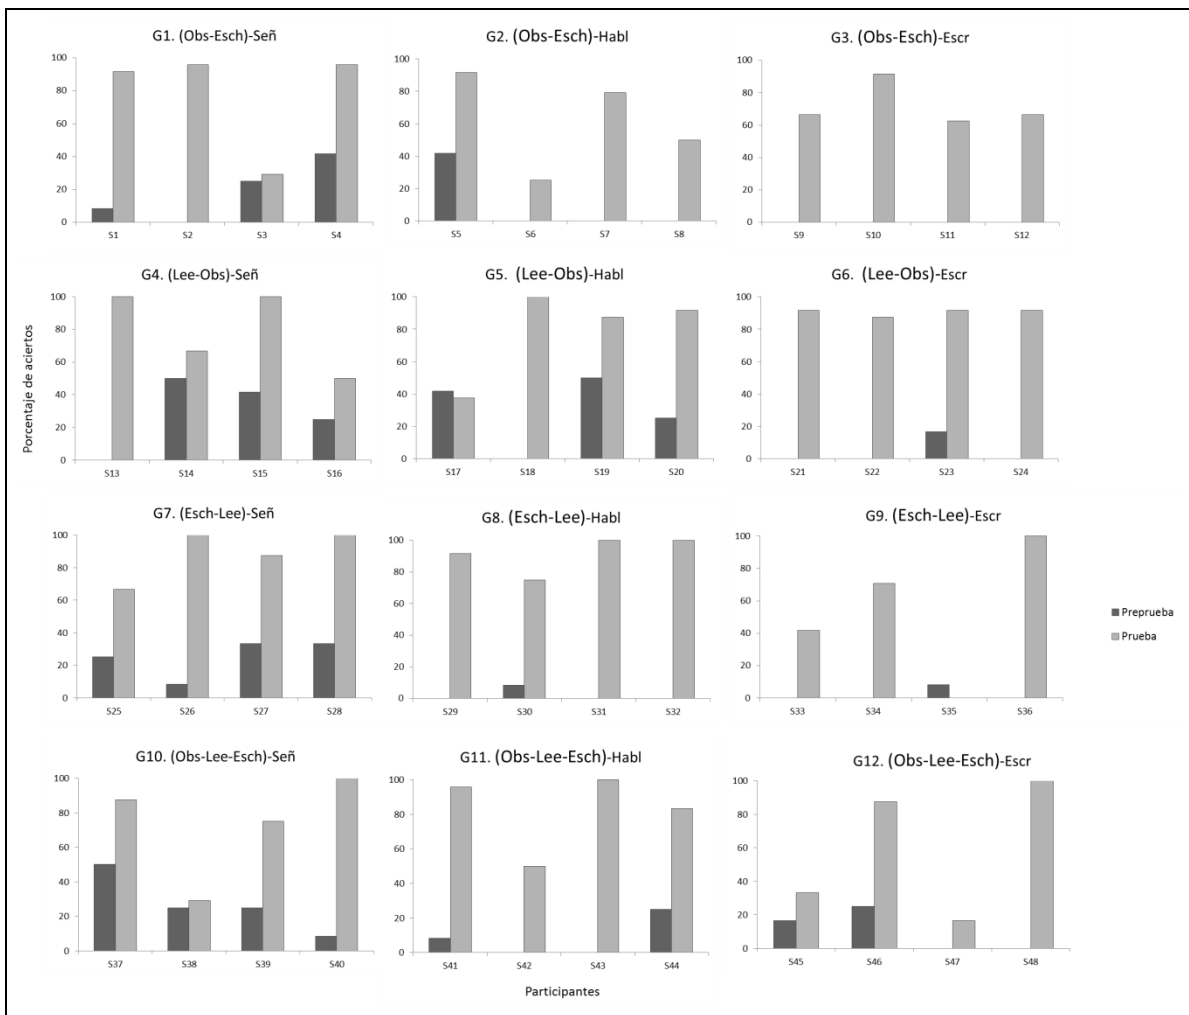 G1. (Obs-Esch)-Señ
100
80
60
40
20
0
S1 S2 S3 S4
G2. (Obs-Esch)-Habl
100
80
60
40
20
0
S5 S6 S7 S8
G3. (Obs-Esch)-Escr
100
80
60
40
20
0
S9 S10 S11 S12
Porcentaje de aciertos
G4. (Lee-Obs)-Señ
100
80
60
40
20
0
S13 S14 S15 S16
G5. (Lee-Obs)-Habl
100
80
60
40
20
0
S17 S18 S19 S20
G6. (Lee-Obs)-Escr
100
80
60
40
20
0
S21 S22 S23 S24
G7. (Esch-Lee)-Señ
100
80
60
40
20
0
S25 S26 S27 S28
G8. (Esch-Lee)-Habl
100
80
60
40
20
0
S29 S30 S31 S32
G9. (Esch-Lee)-Escr
100
80
60
40
20
0
S33 S34 S35 S36
Preprueba
Prueba
G10. (Obs-Lee-Esch)-Señ
100
80
60
40
20
0
S37 S38 S39 S40
G11. (Obs-Lee-Esch)-Habl
100
80
60
40
20
0
S41 S42 S43 S44
G12. (Obs-Lee-Esch)-Escr
100
80
60
40
20
0
S45 S46 S47 S48
Participantes